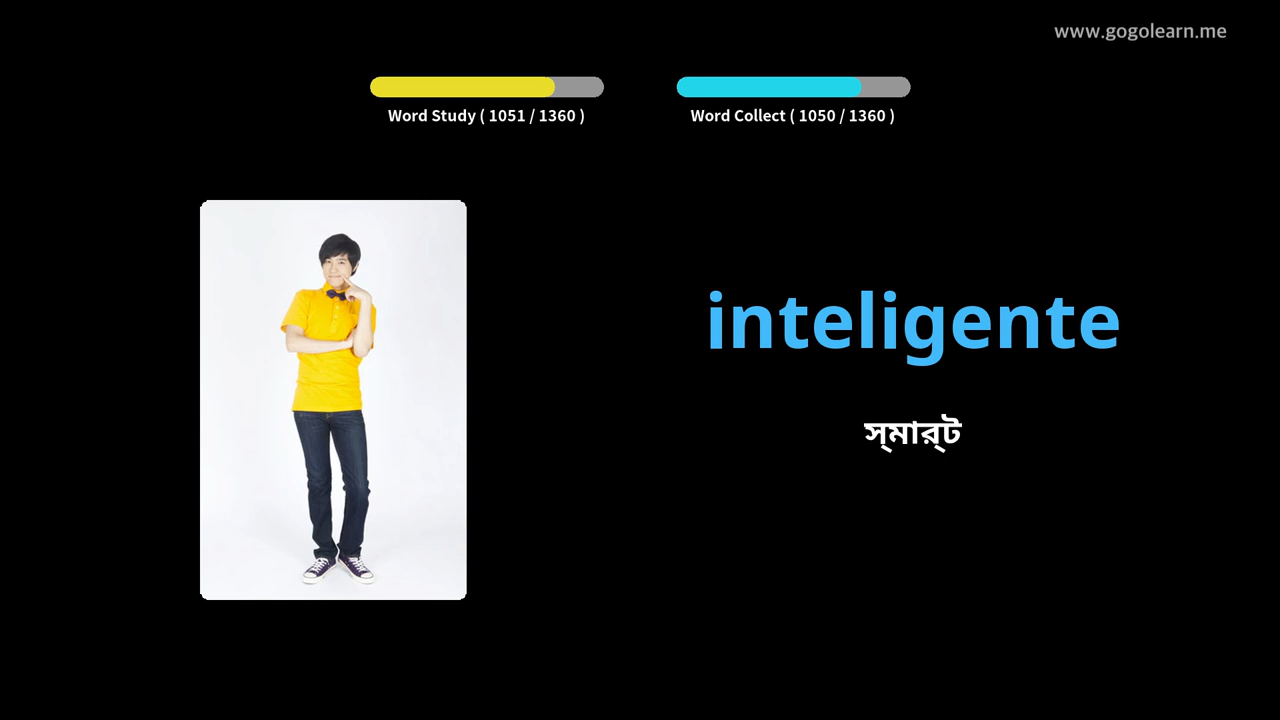 www.gogolearn.me
Word Study ( 1051 / 1360 )
Word Collect ( 1050 / 1360 )
inteligente
স্মার্ট